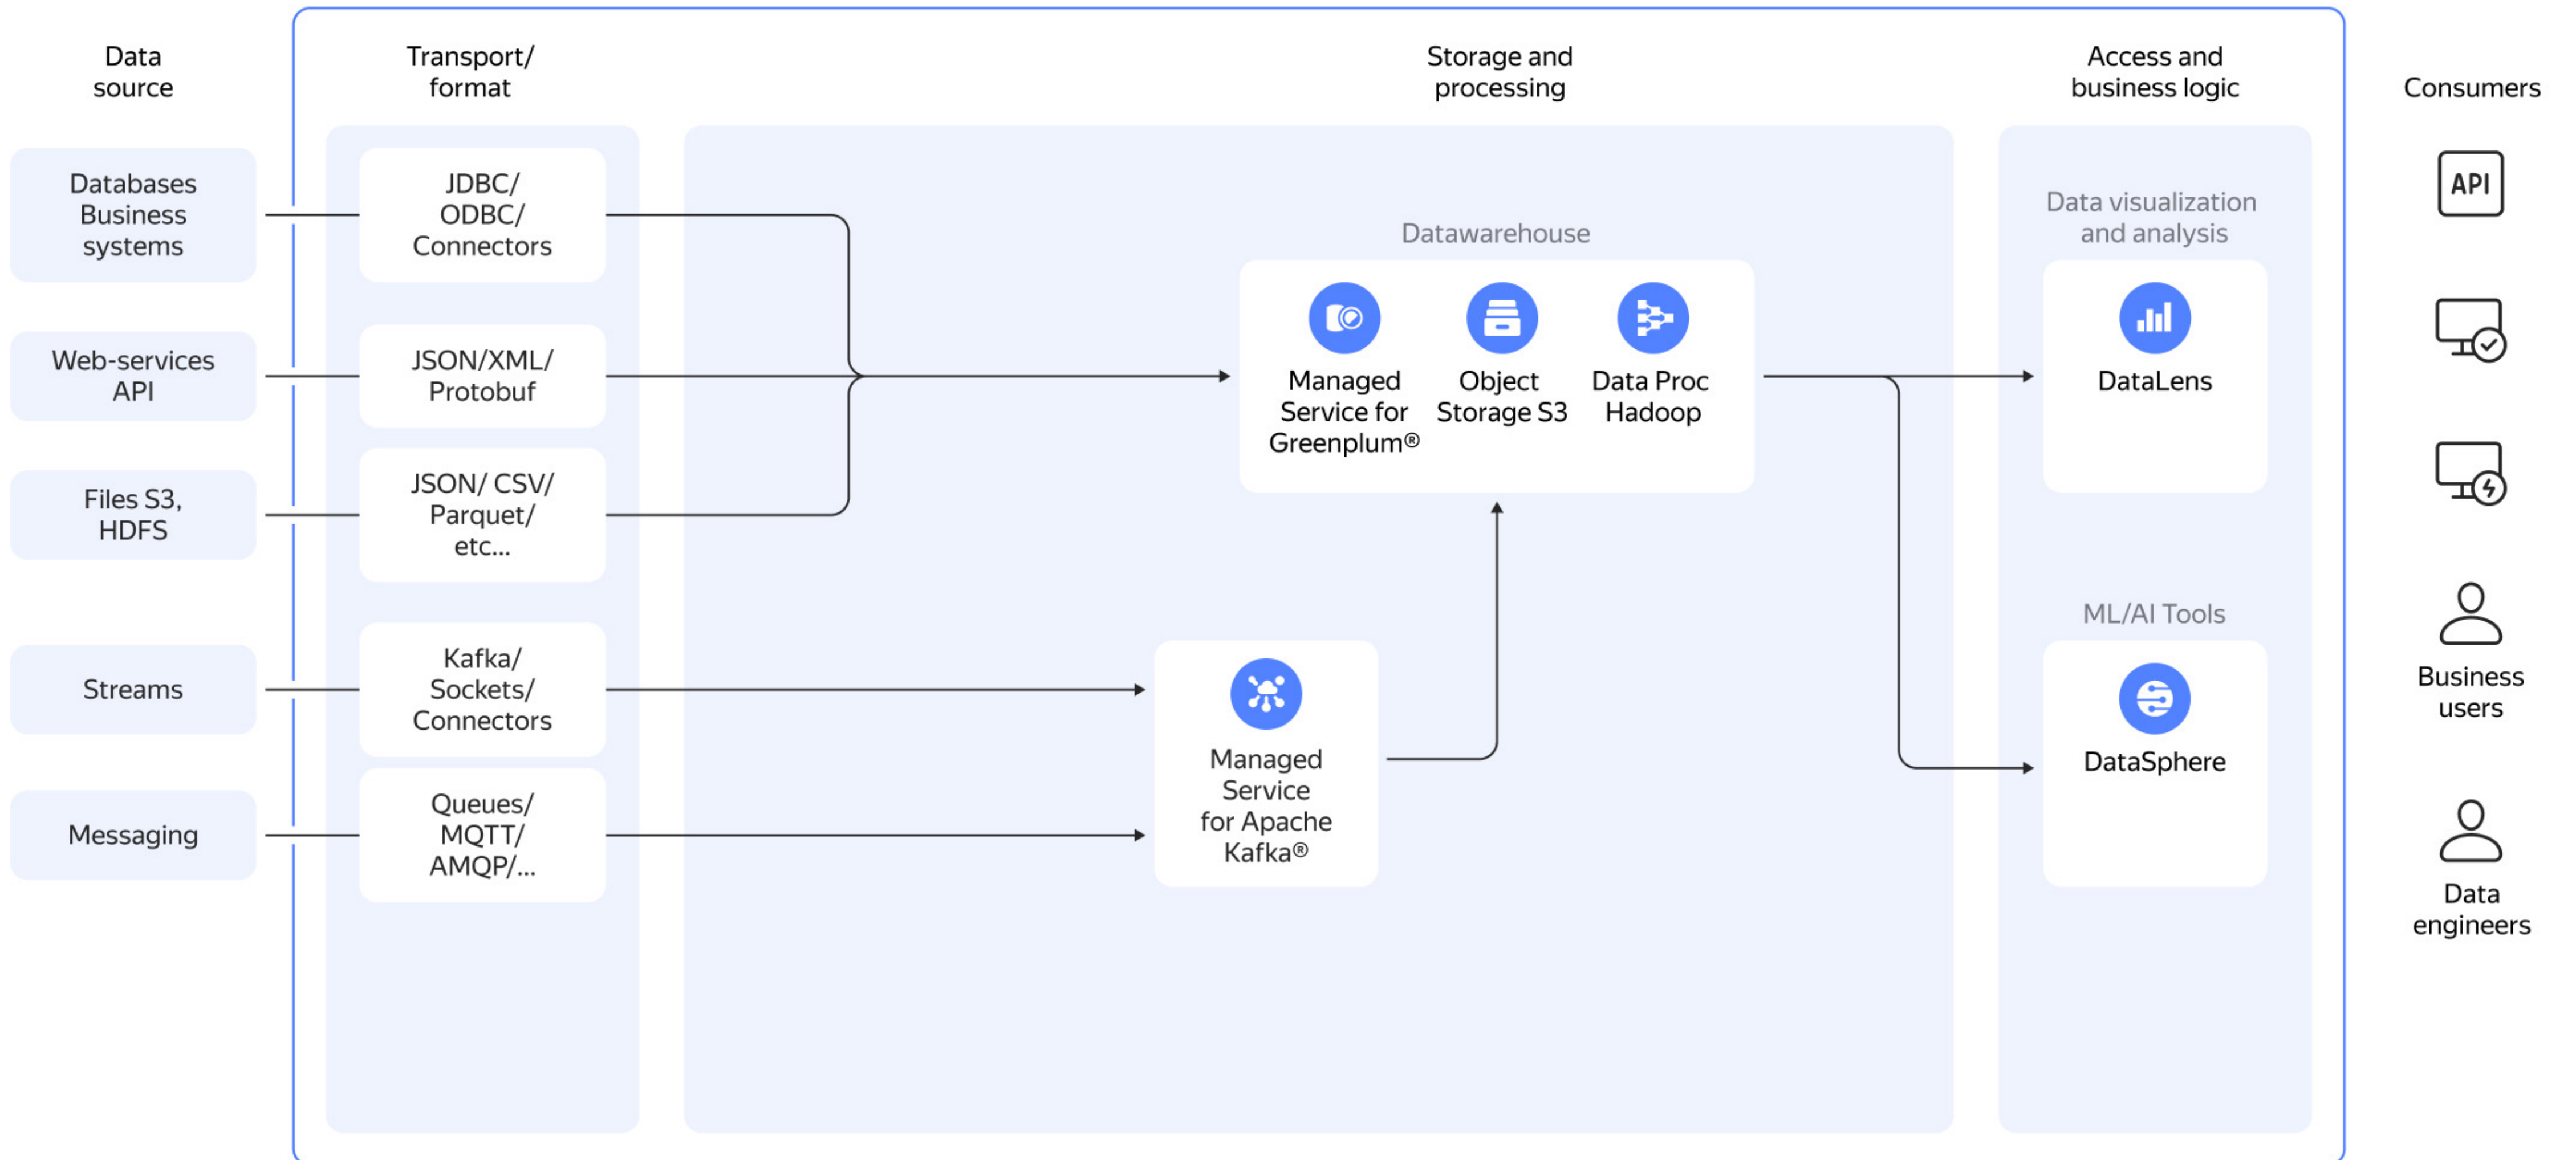 Data
source
Transport/
format
Storage and
processing
Access and
business logic
Consumers
Databases
Business
systems
JDBC/
ODBC/
Connectors
Web-services
API
JSON/XML/
Protobuf
Files S3,
HDFS
JSON/ CSV/
Parquet/
etc...
Streams
Kafka/
Sockets/
Connectors
Messaging
Queues/
MQTT/
AMQP/...
Datawarehouse
Managed
Service for
Greenplum®
Object
Storage S3
Data Proc
Hadoop
Managed
Service
for Apache
Kafka®
Data visualization
and analysis
DataLens
ML/AI Tools
DataSphere
API
Business
users
Data
engineers